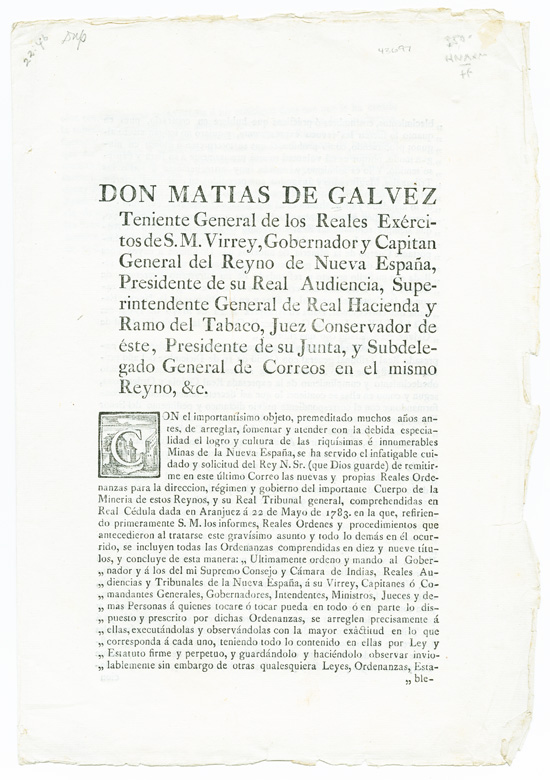 22.46
42697
250-
DON MATIAS DE GALVEZ
Teniente General de los Reales Exérci-
tos de S. M. Virrey, Gobernador y Capitan
General del Reyno de Nueva España,
Presidente de su Real Audiencia, Supe-
rintendente General de Real Hacienda y
Ramo del Tabaco, Juez Conservador de
éste, Presidente de su Junta, y Subdele-
gado General de Correos en el mismo
Reyno, &c.
CON el importantísimo objeto, premeditado muchos años an-
tes, de arreglar, fomentar y atender con la debida especia-
lidad el logro y cultura de las riquísimas é innumerables
Minas de la Nueva España, se ha servido el infatigable cui-
dado y solicitud del Rey N. Sr. (que Dios guarde) de remitir-
me en este último Correo las nuevas y propias Reales Orde-
nanzas para la direccion, régimen y gobierno del importante Cuerpo de la
Minería de estos Reynos, y su Real Tribunal general, comprehendidas en
Real Cédula dada en Aranjuez á 22 de Mayo de 1783. en la que, refirien-
do primeramente S. M. los informes, Reales Ordenes y procedimientos que
antecedieron al tratarse este gravísimo asunto y todo lo demás en él ocur-
rido, se incluyen todas las Ordenanzas comprendidas en diez y nueve títu-
los, y concluye de esta manera: „ Ultimamente ordeno y mando al Gober-
„ nador y á los del mi Supremo Consejo y Cámara de Indias, Reales Au-
„ diencias y Tribunales de la Nueva España, á su Virrey, Capitanes ó Co-
„ mandantes Generales, Gobernadores, Intendentes, Ministros, Jueces y de-
„ mas Personas á quienes tocare ó tocar pueda en todo ó en parte lo dis-
„ puesto y prescrito por dichas Ordenanzas, se arreglen precisamente á
„ ellas, executándolas y observándolas con la mayor exâctitud en lo que
„ corresponda á cada uno, teniendo todo lo contenido en ellas por Ley y
„ Estatuto firme y perpetuo, y guardándolo y haciéndolo observar invio-
„ lablemente sin embargo de otras qualesquiera Leyes, Ordenanzas, Esta-
„ ble-